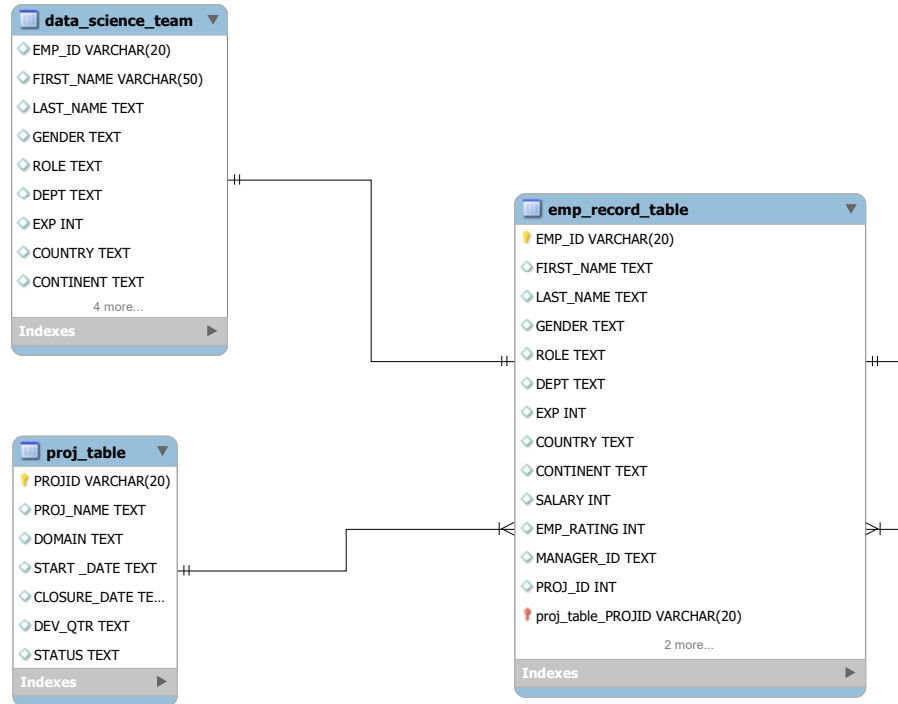 data_science_team
EMP_ID VARCHAR(20)
FIRST_NAME VARCHAR(50)
LAST_NAME TEXT
GENDER TEXT
ROLE TEXT
DEPT TEXT
EXP INT
COUNTRY TEXT
CONTINENT TEXT
4 more...
Indexes
emp_record_table
EMP_ID VARCHAR(20)
FIRST_NAME TEXT
LAST_NAME TEXT
GENDER TEXT
ROLE TEXT
DEPT TEXT
EXP INT
COUNTRY TEXT
CONTINENT TEXT
SALARY INT
EMP_RATING INT
MANAGER_ID TEXT
PROJ_ID INT
proj_table_PROJID VARCHAR(20)
2 more...
Indexes
proj_table
PROJID VARCHAR(20)
PROJ_NAME TEXT
DOMAIN TEXT
START _DATE TEXT
CLOSURE_DATE TE...
DEV_QTR TEXT
STATUS TEXT
Indexes